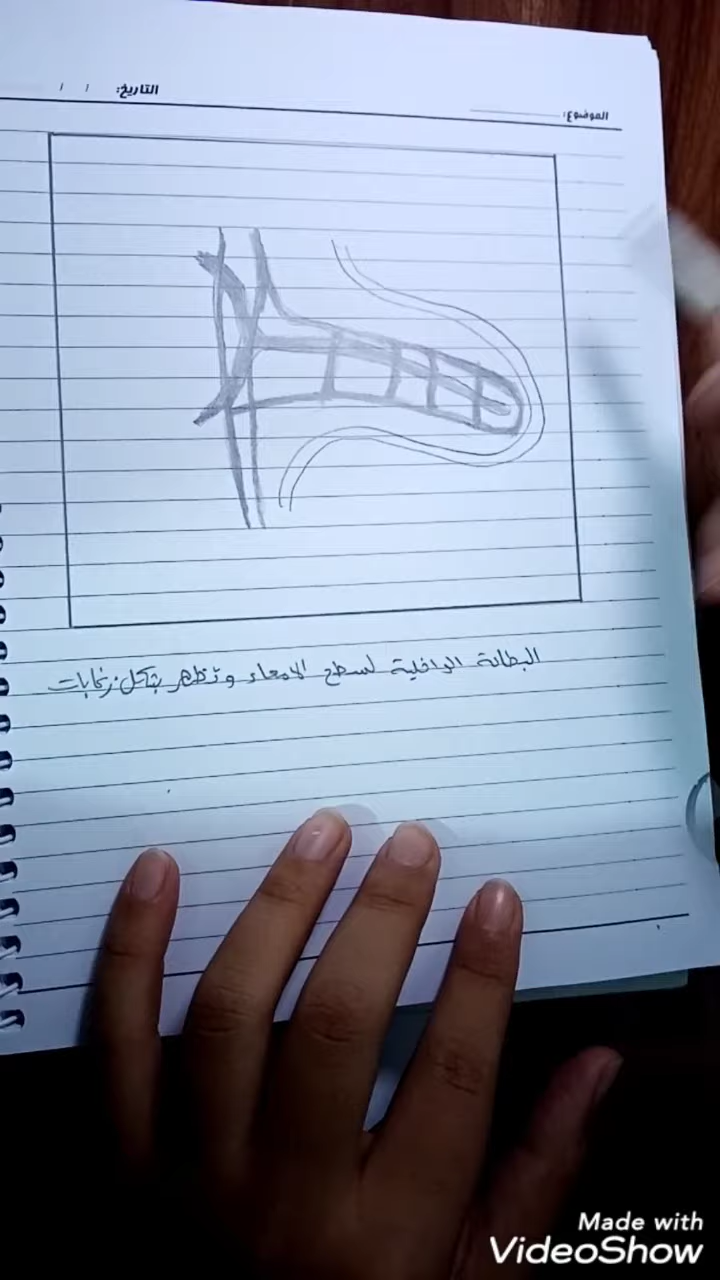 التاريخ: / /
الموضوع:
البطانة الداخلية لسطح الامعاء وتظهر بشكل زغابات
Made with
VideoShow